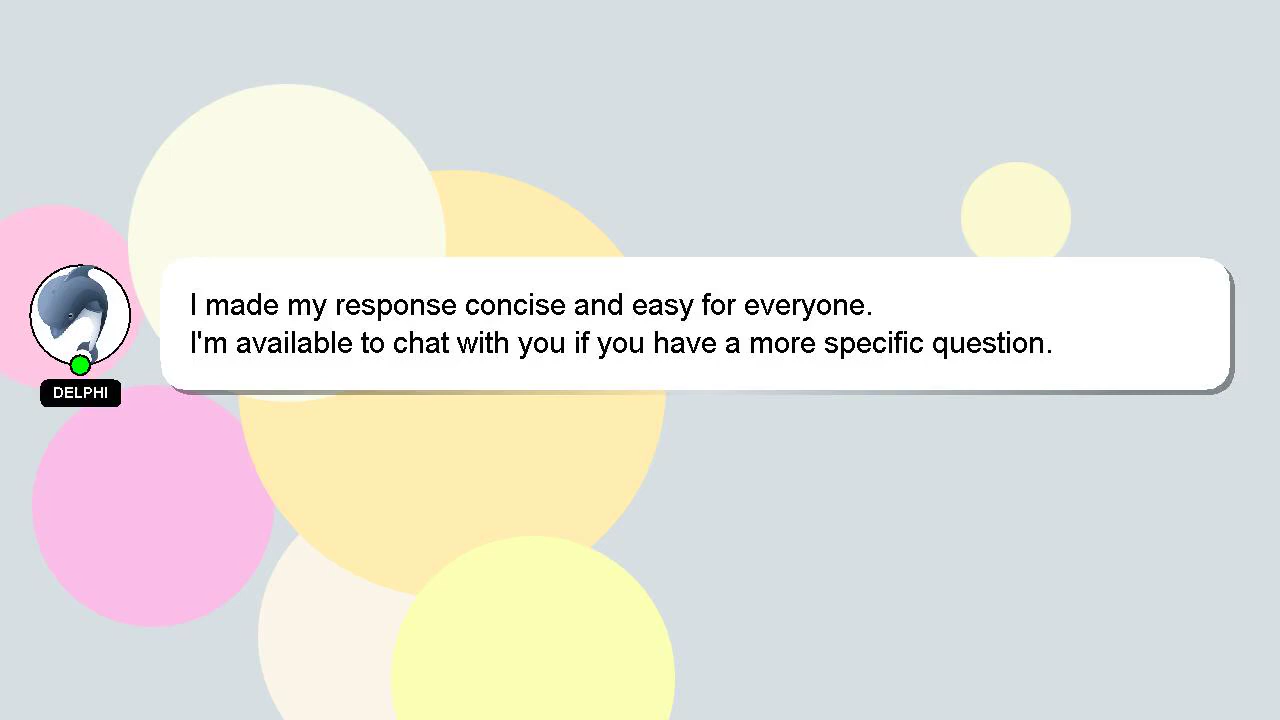 I made my response concise and easy for everyone.
I'm available to chat with you if you have a more specific question.
DELPHI